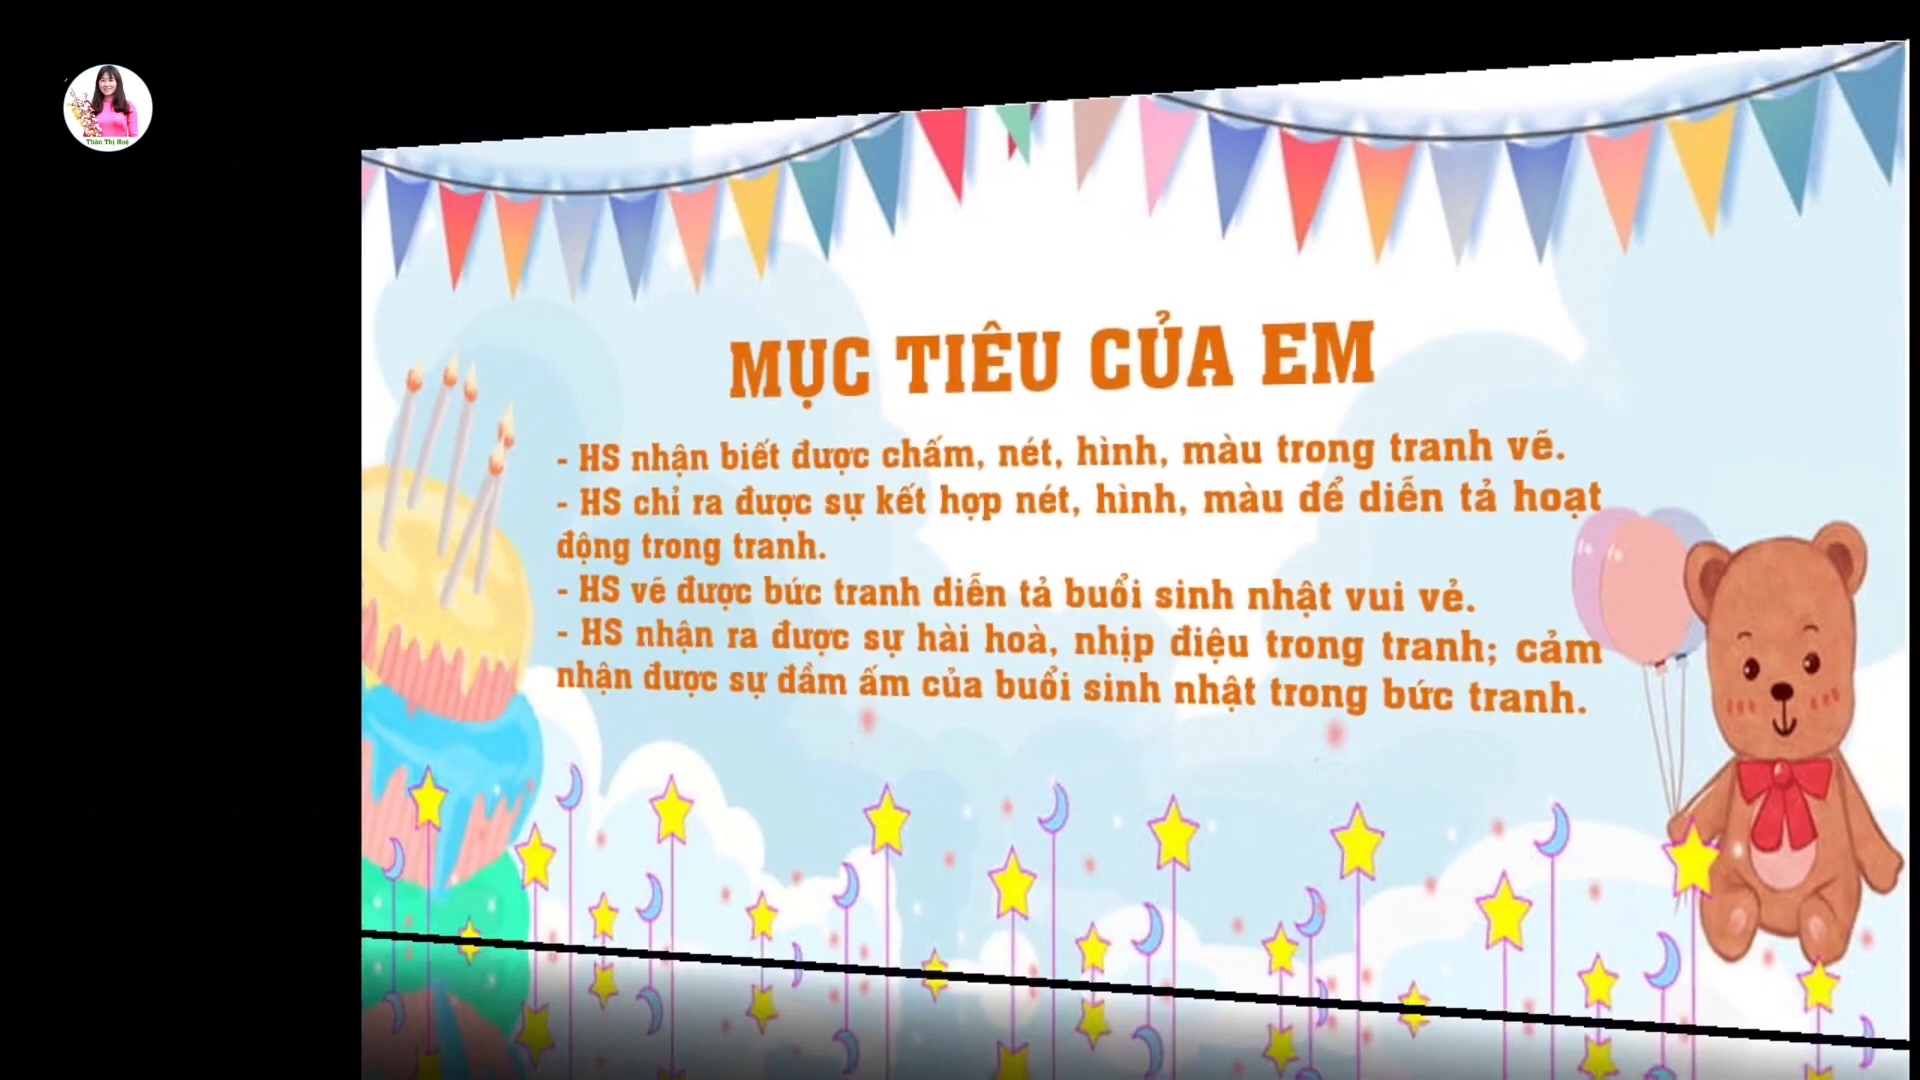 Thân Thị Huệ
MỤC TIÊU CỦA EM
- HS nhận biết được chấm, nét, hình, màu trong tranh vẽ.
- HS chỉ ra được sự kết hợp nét, hình, màu để diễn tả hoạt
động trong tranh.
- HS vẽ được bức tranh diễn tả buổi sinh nhật vui vẻ.
- HS nhận ra được sự hài hoà, nhịp điệu trong tranh; cảm
nhận được sự đầm ấm của buổi sinh nhật trong bức tranh.